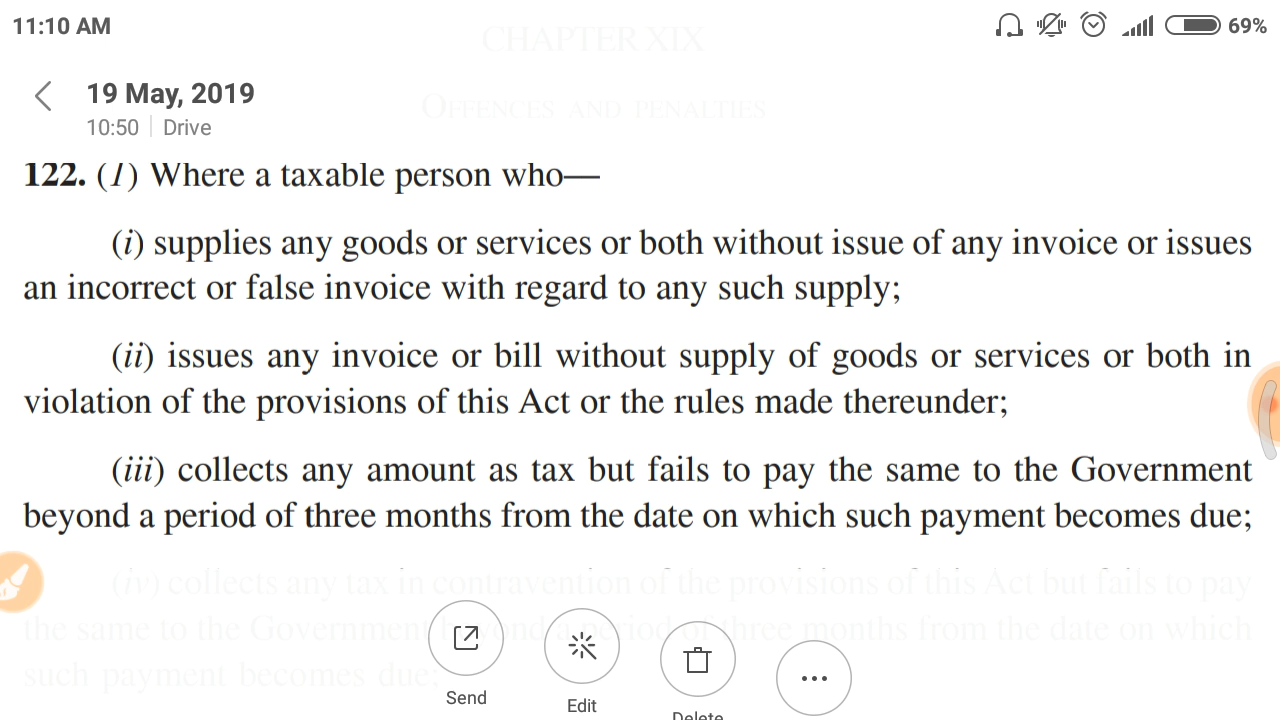 11:10 AM
69%
CHAPTER XIX
19 May, 2019
OFFENCES AND PENALTIES
10:50 | Drive
122. (1) Where a taxable person who—
(i) supplies any goods or services or both without issue of any invoice or issues
an incorrect or false invoice with regard to any such supply;
(ii) issues any invoice or bill without supply of goods or services or both in
violation of the provisions of this Act or the rules made thereunder;
(iii) collects any amount as tax but fails to pay the same to the Government
beyond a period of three months from the date on which such payment becomes due;
(iv) collects any tax in contravention of the provisions of this Act but fails to pay
the same to the Government beyond a period of three months from the date on which
such payment becomes due;
Send
Edit
Delete